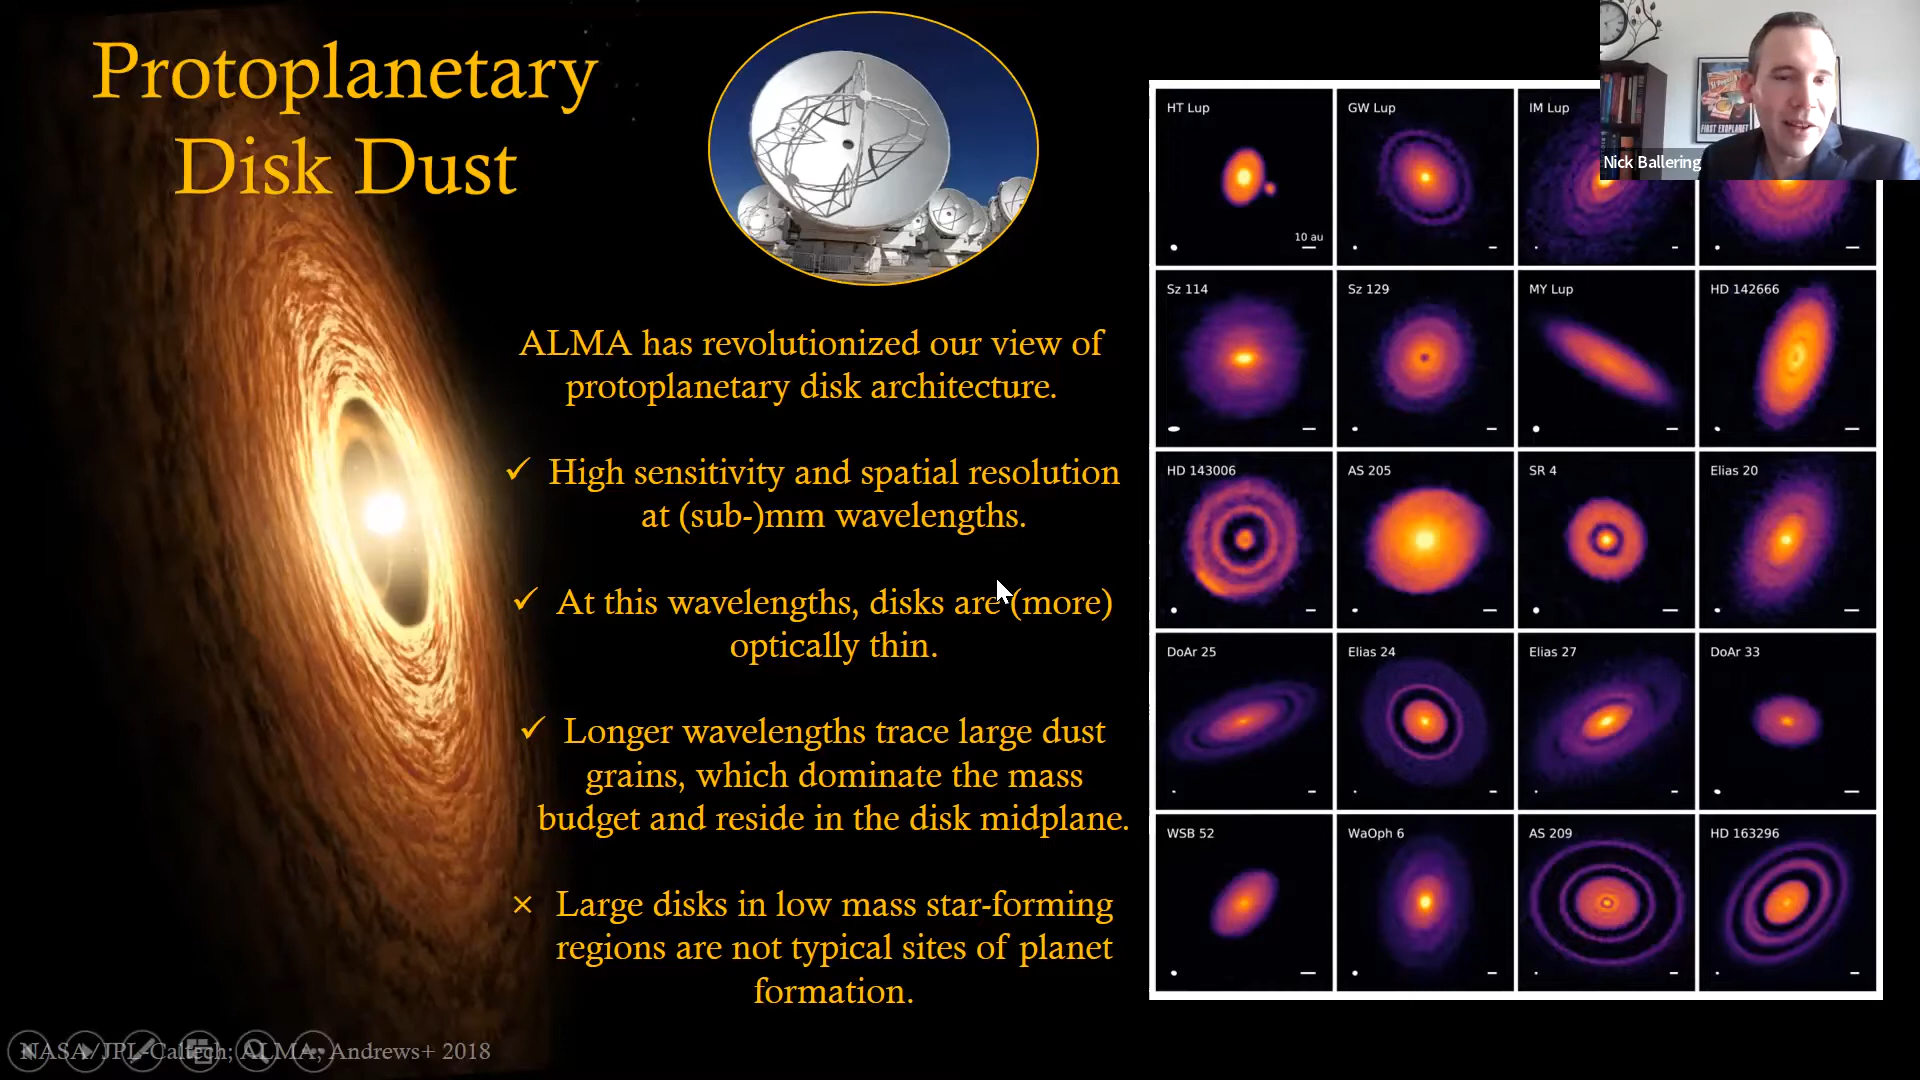 Protoplanetary
Disk Dust
ALMA has revolutionized our view of
protoplanetary disk architecture.
✓ High sensitivity and spatial resolution
at (sub-)mm wavelengths.
✓ At this wavelengths, disks are (more)
optically thin.
✓ Longer wavelengths trace large dust
grains, which dominate the mass
budget and reside in the disk midplane.
× Large disks in low mass star-forming
regions are not typical sites of planet
formation.
NASA/JPL-Caltech; ALMA; Andrews+ 2018
HT Lup
GW Lup
IM Lup
10 au
Sz 114
Sz 129
MY Lup
HD 142666
HD 143006
AS 205
SR 4
Elias 20
DoAr 25
Elias 24
Elias 27
DoAr 33
WSB 52
WaOph 6
AS 209
HD 163296
FIRST EXOPLANET
Nick Ballering